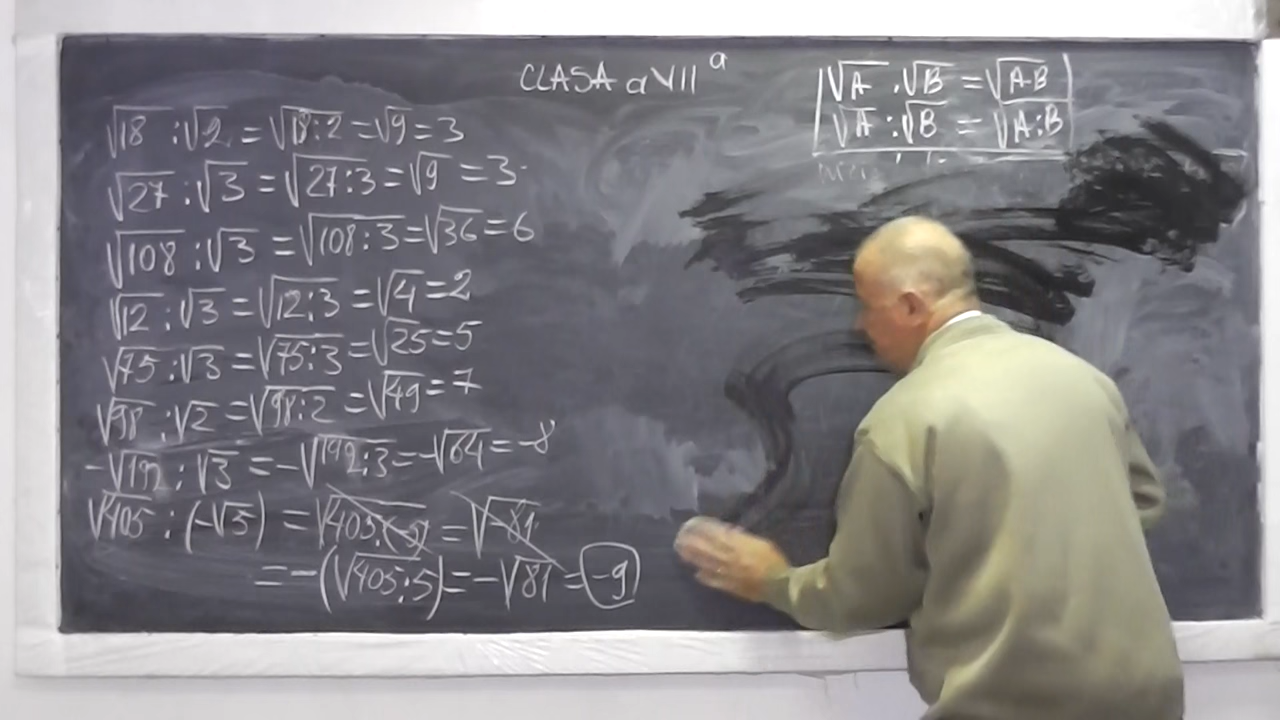 CLASA a VII a
√A · √B = √A·B
√A : √B = √A:B
√18 : √2 = √18:2 = √9 = 3
√27 : √3 = √27:3 = √9 = 3
√108 : √3 = √108:3 = √36 = 6
√12 : √3 = √12:3 = √4 = 2
√75 : √3 = √75:3 = √25 = 5
√98 : √2 = √98:2 = √49 = 7
-√192 : √3 = -√192:3 = -√64 = -8
√405 : (-√5) = √405:(-5) = √-81
= -(√405:5) = -√81 = -9